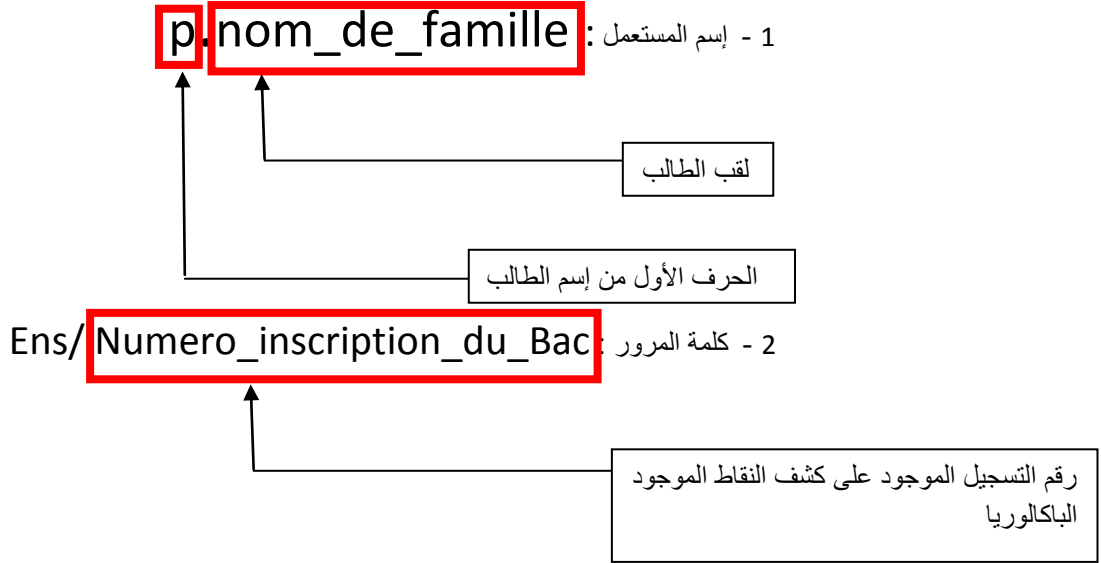 1 - إسم المستعمل : p.nom_de_famille
لقب الطالب
الحرف الأول من إسم الطالب
2 - كلمة المرور : Ens/Numero_inscription_du_Bac
رقم التسجيل الموجود على كشف النقاط الموجود
الباكالوريا